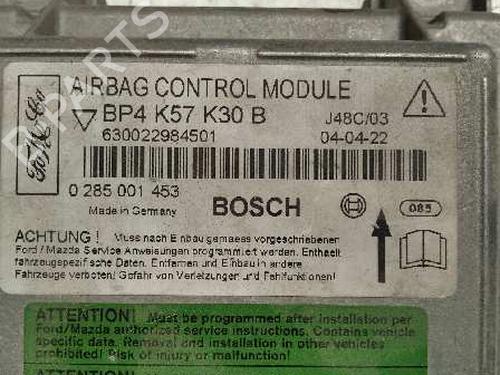 AIRBAG CONTROL MODULE
BP4 K57 K30 B
J48C/03
630022984501
04-04-22
0 285 001 453
Made in Germany
BOSCH
085
ACHTUNG ! Muss nach Einbau gemaess vorgeschriebenen
Ford / Mazda Service Anweisungen programmiert werden. Enthaelt
fahrzeugspezifische Daten. Entfernen und Einbau in andere
Fahrzeuge verboten! Gefahr von Verletzungen und Fehlfunktionen!
ATTENTION! Must be programmed after installation per
Ford/Mazda authorized service instructions. Contains vehicle
specific data. Removal and installation in other vehicles
prohibited! Risk of injury or malfunction!